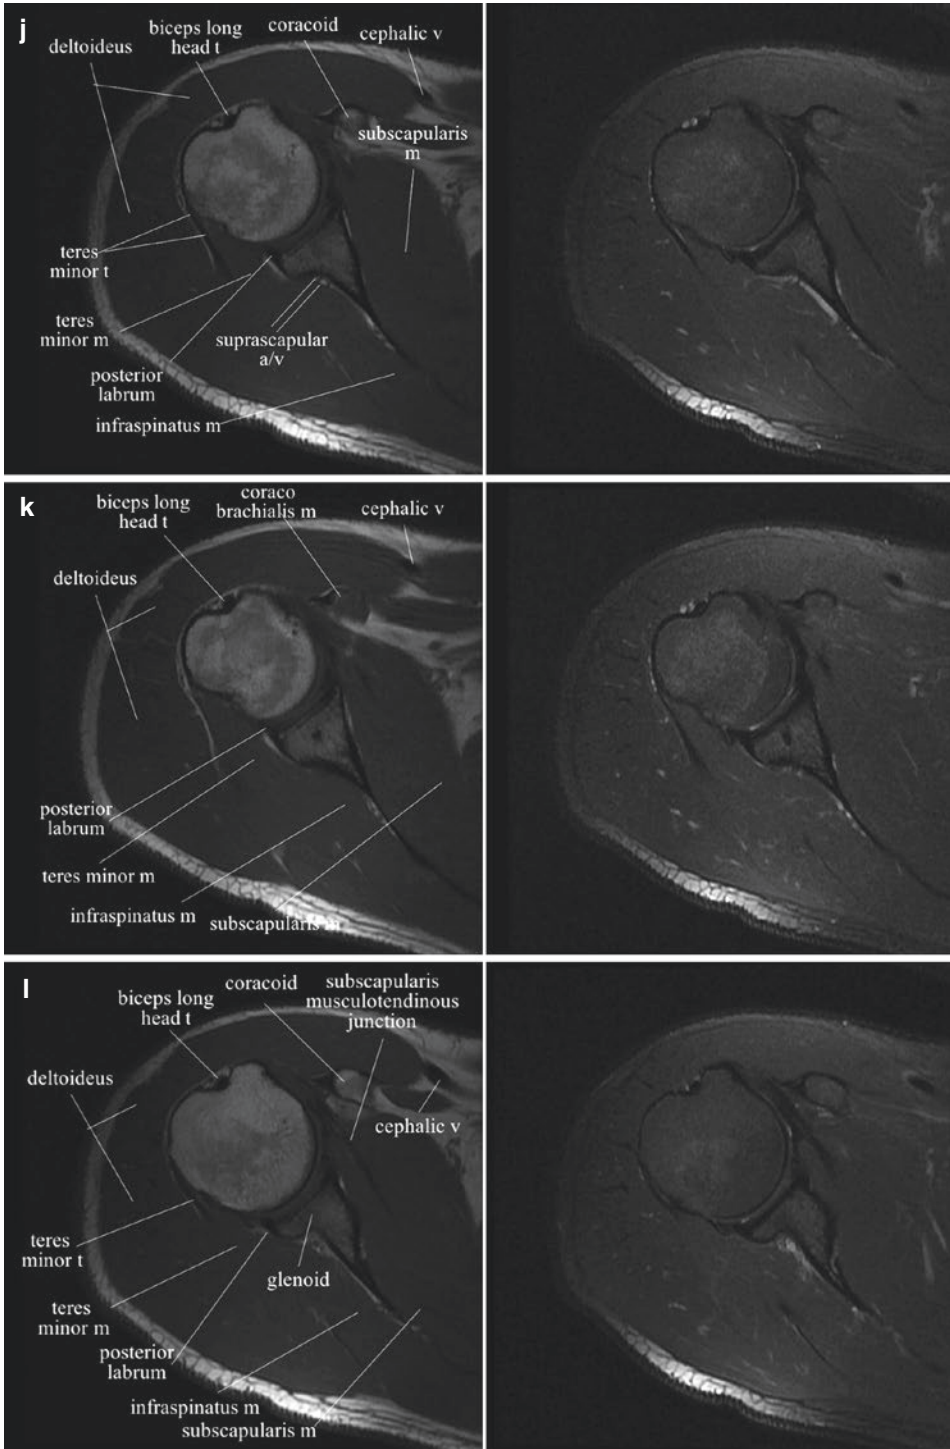 j
deltoideus
biceps long
head t
coracoid
cephalic v
subscapularis
m
teres
minor t
teres
minor m
suprascapular
a/v
posterior
labrum
infraspinatus m
k
biceps long
head t
coraco
brachialis m
cephalic v
deltoideus
posterior
labrum
teres minor m
infraspinatus m
subscapularis m
l
biceps long
head t
coracoid
subscapularis
musculotendinous
junction
deltoideus
cephalic v
teres
minor t
glenoid
teres
minor m
posterior
labrum
infraspinatus m
subscapularis m